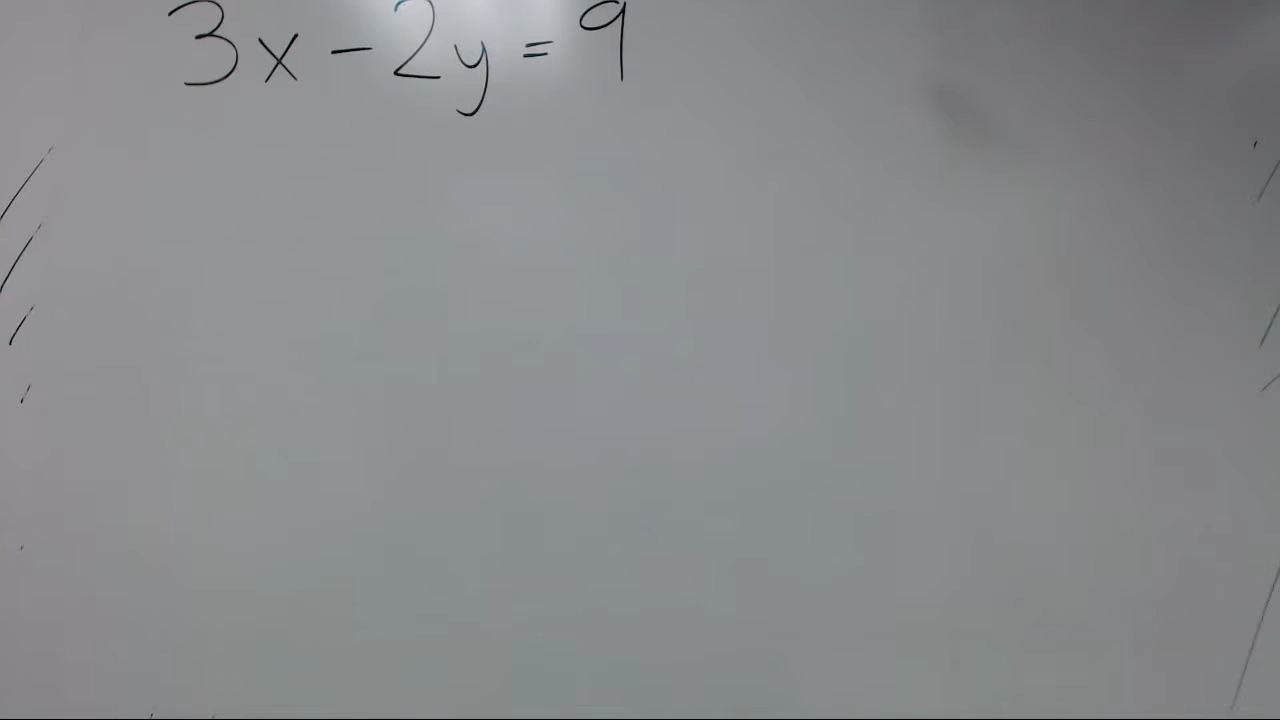 3x - 2y = 9